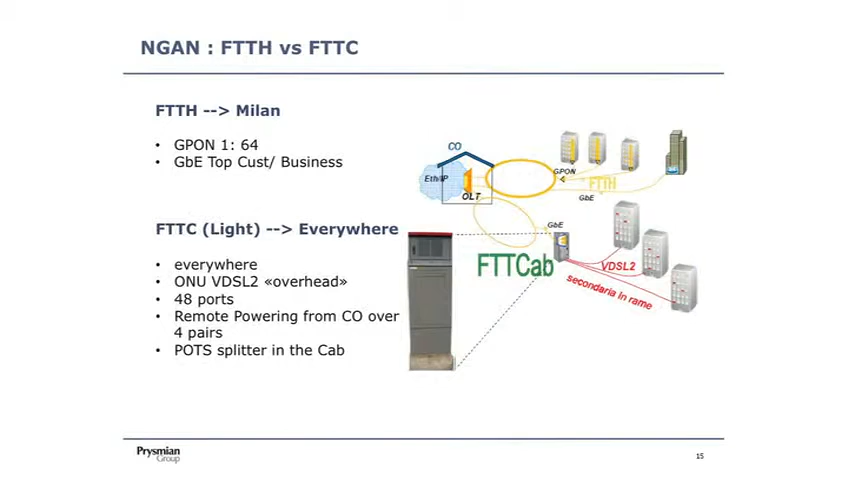 NGAN : FTTH vs FTTC
FTTH --> Milan
• GPON 1: 64
• GbE Top Cust/ Business
FTTC (Light) --> Everywhere
• everywhere
• ONU VDSL2 «overhead»
• 48 ports
• Remote Powering from CO over
4 pairs
• POTS splitter in the Cab
CO
Eth/IP
OLT
GPON
FTTH
GbE
GbE
FTTCab
VDSL2
secondaria in rame
Prysmian
Group
15